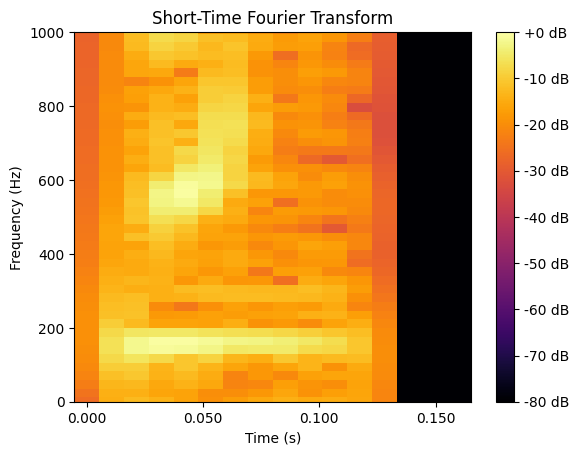 Short-Time Fourier Transform
Frequency (Hz)
1000
800
600
400
200
0
0.000
0.050
0.100
0.150
Time (s)
+0 dB
-10 dB
-20 dB
-30 dB
-40 dB
-50 dB
-60 dB
-70 dB
-80 dB